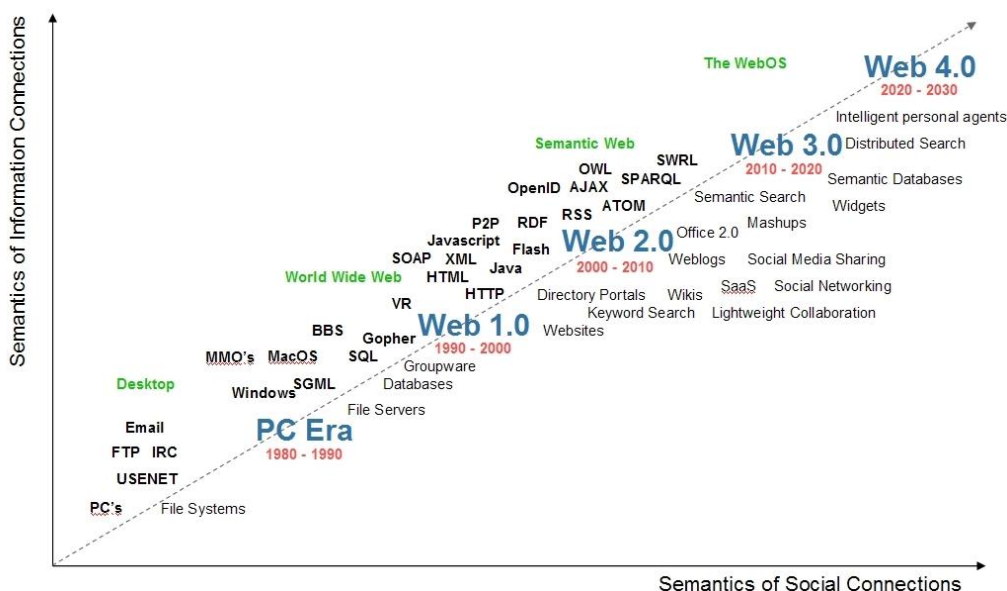 Semantics of Information Connections
The WebOS
Web 4.0
2020 - 2030
Intelligent personal agents
Semantic Web
Web 3.0
Distributed Search
2010 - 2020
SWRL
OWL
SPARQL
Semantic Databases
OpenID
AJAX
Semantic Search
Widgets
ATOM
RSS
P2P
RDF
Mashups
Office 2.0
Javascript
Web 2.0
Flash
SOAP
XML
Weblogs
Social Media Sharing
2000 - 2010
Java
World Wide Web
HTML
SaaS
Social Networking
HTTP
Directory Portals
Wikis
VR
Keyword Search
Lightweight Collaboration
Web 1.0
Websites
BBS
Gopher
1990 - 2000
MMO's
MacOS
SQL
Groupware
Desktop
SGML
Databases
Windows
File Servers
Email
PC Era
FTP
IRC
1980 - 1990
USENET
PC's
File Systems
Semantics of Social Connections